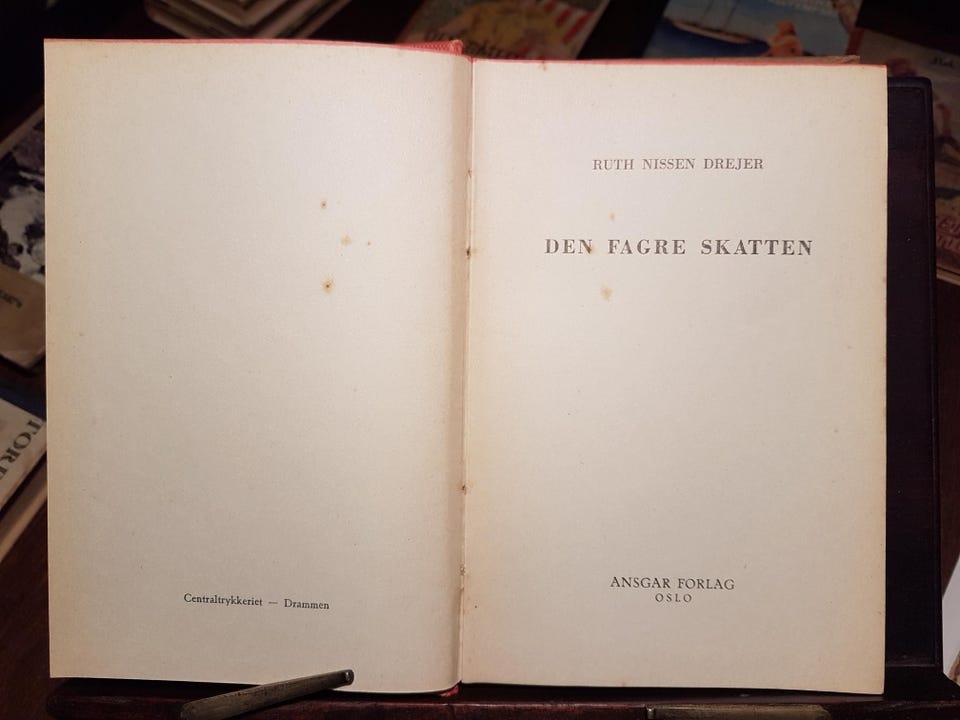 Centraltrykkeriet — Drammen
RUTH NISSEN DREJER
DEN FAGRE SKATTEN
ANSGAR FORLAG
OSLO